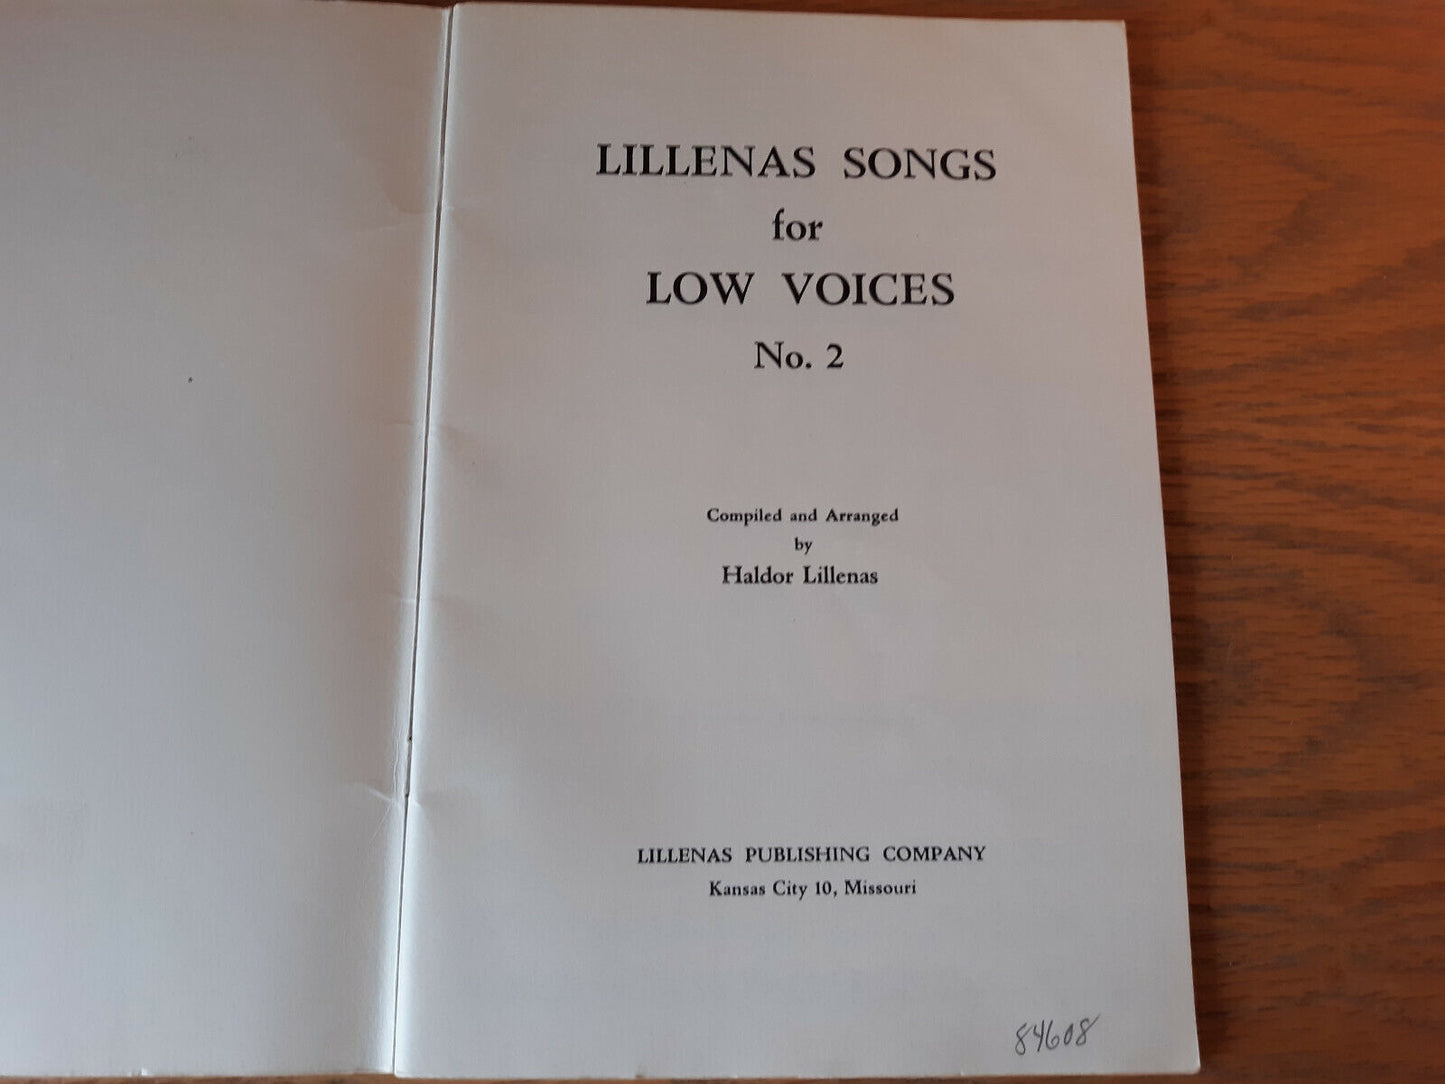 LILLENAS SONGS
for
LOW VOICES
No. 2
Compiled and Arranged
by
Haldor Lillenas
LILLENAS PUBLISHING COMPANY
Kansas City 10, Missouri
84608